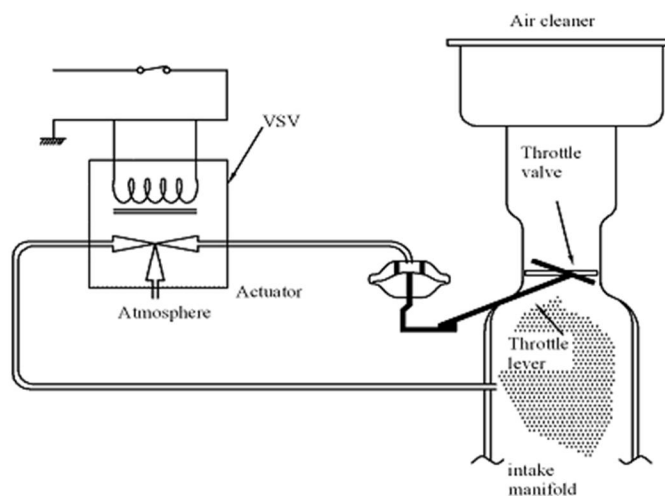 Air cleaner
VSV
Throttle
valve
Actuator
Atmosphere
Throttle
lever
intake
manifold